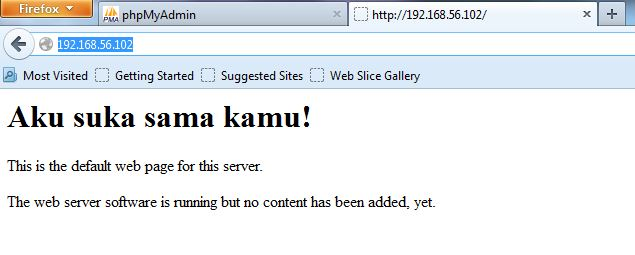 Firefox
PMA phpMyAdmin
http://192.168.56.102/
192.168.56.102
Most Visited Getting Started Suggested Sites Web Slice Gallery
Aku suka sama kamu!
This is the default web page for this server.
The web server software is running but no content has been added, yet.